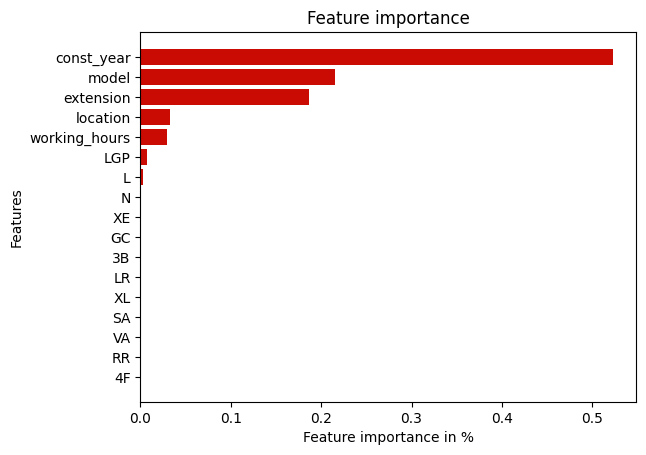 Feature importance
const_year
model
extension
location
working_hours
LGP
L
N
XE
GC
3B
LR
XL
SA
VA
RR
4F
Features
0.0 0.1 0.2 0.3 0.4 0.5
Feature importance in %